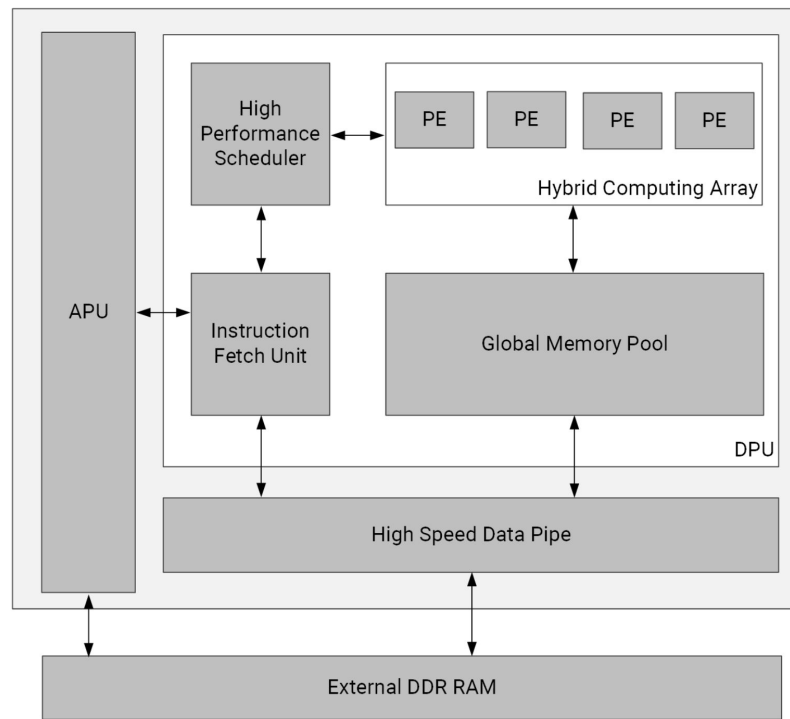 High
Performance
Scheduler
PE
PE
PE
PE
Hybrid Computing Array
APU
Instruction
Fetch Unit
Global Memory Pool
DPU
High Speed Data Pipe
External DDR RAM